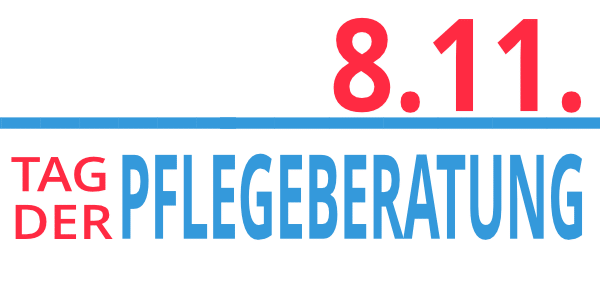 8.11.
TAG
DER
PFLEGEBERATUNG